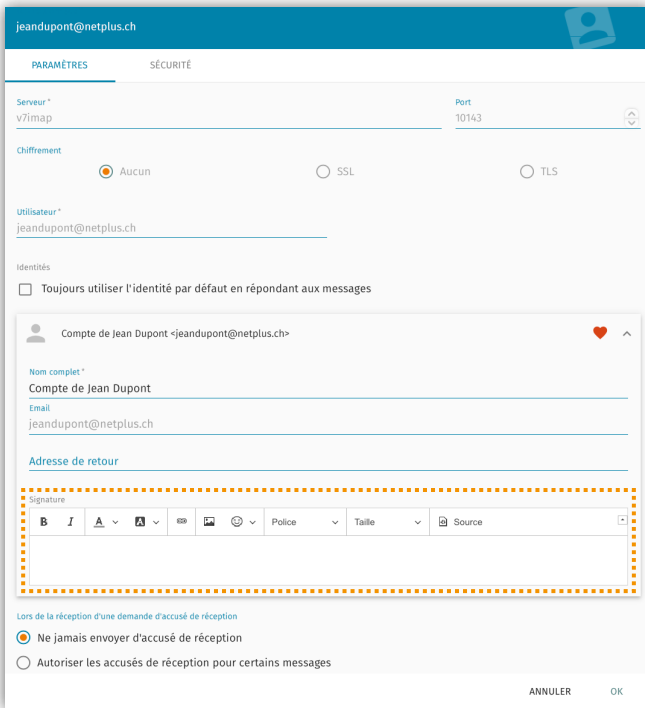 jeandupont@netplus.ch
PARAMÈTRES SÉCURITÉ
Serveur * Port
v7imap 10143
Chiffrement
Aucun SSL TLS
Utilisateur *
jeandupont@netplus.ch
Identités
Toujours utiliser l'identité par défaut en répondant aux messages
Compte de Jean Dupont <jeandupont@netplus.ch>
Nom complet *
Compte de Jean Dupont
Email
jeandupont@netplus.ch
Adresse de retour
Signature
B I A A Police Taille Source
Lors de la réception d'une demande d'accusé de réception
Ne jamais envoyer d'accusé de réception
Autoriser les accusés de réception pour certains messages
ANNULER OK